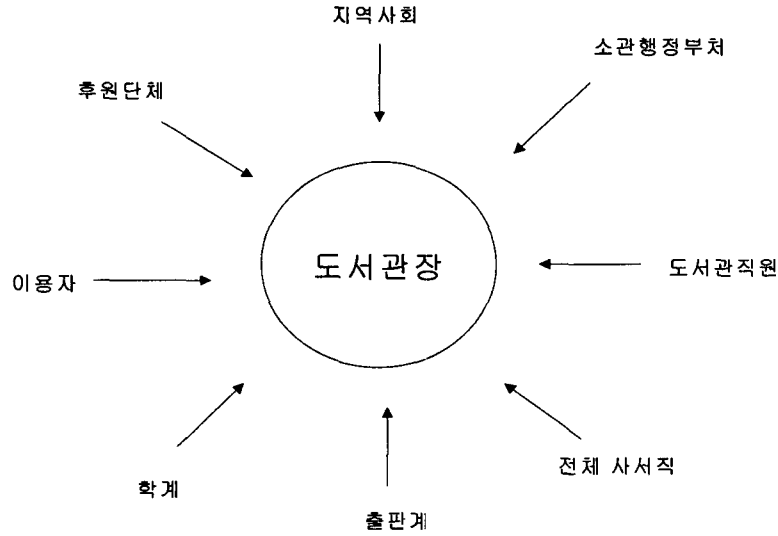 지역사회
소관행정부처
후원단체
도서관장
도서관직원
이용자
전체 사서직
학계
출판계